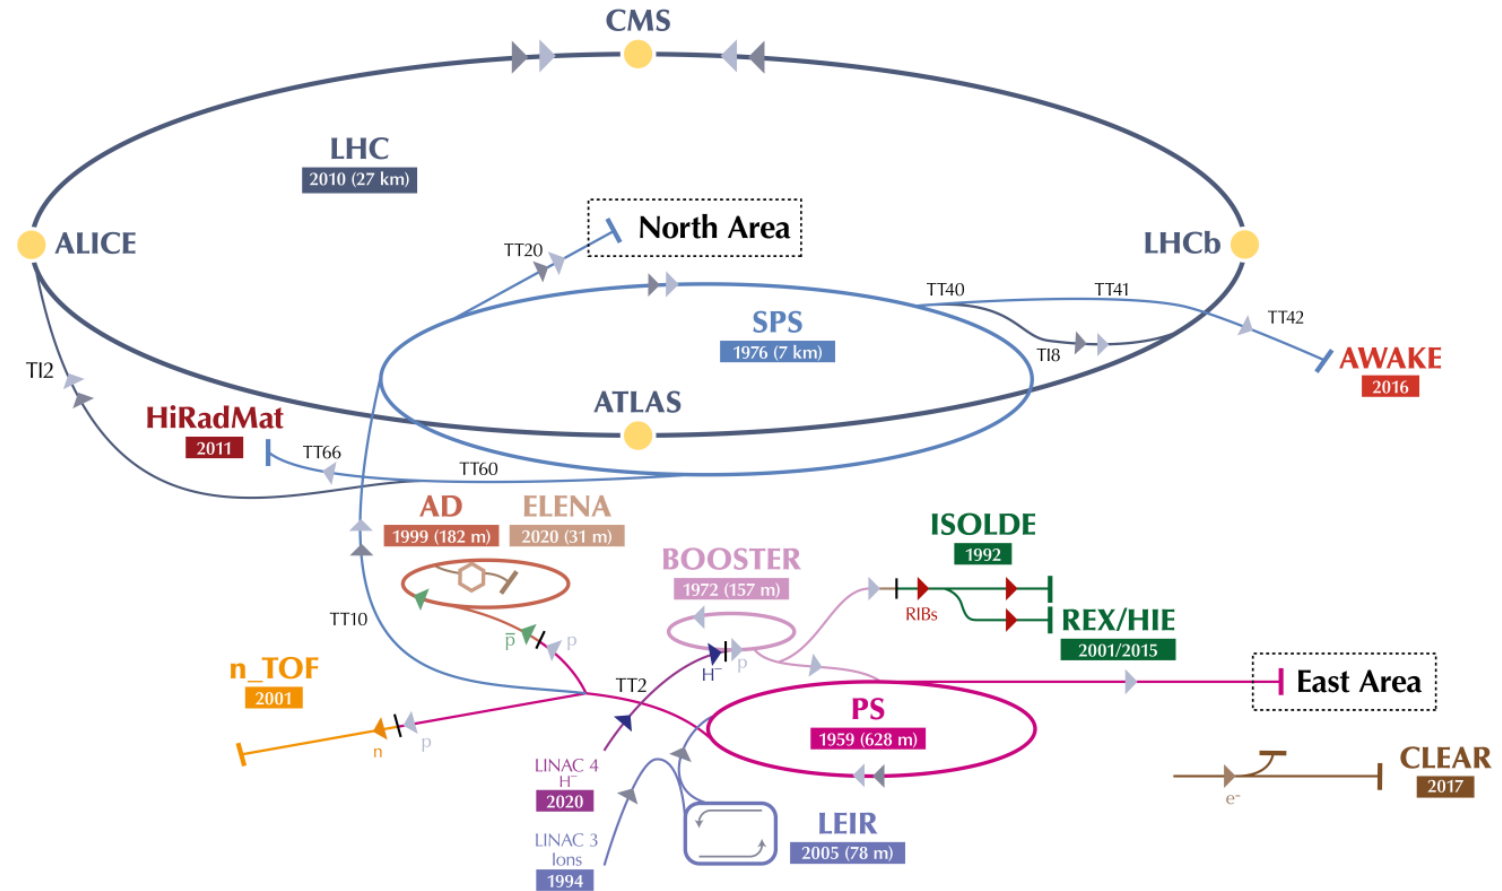 CMS
LHC
2010 (27 km)
North Area
TT20
ALICE
LHCb
TT40
TT41
TT42
SPS
1976 (7 km)
TI8
AWAKE
2016
TI2
HiRadMat
2011
ATLAS
TT66
TT60
AD
1999 (182 m)
ELENA
2020 (31 m)
ISOLDE
1992
BOOSTER
1972 (157 m)
RIBs
REX/HIE
2001/2015
TT10
p̅
p
H⁻
p
n_TOF
2001
TT2
East Area
PS
1959 (628 m)
n
p
LINAC 4
H⁻
2020
CLEAR
2017
e⁻
LEIR
2005 (78 m)
LINAC 3
Ions
1994